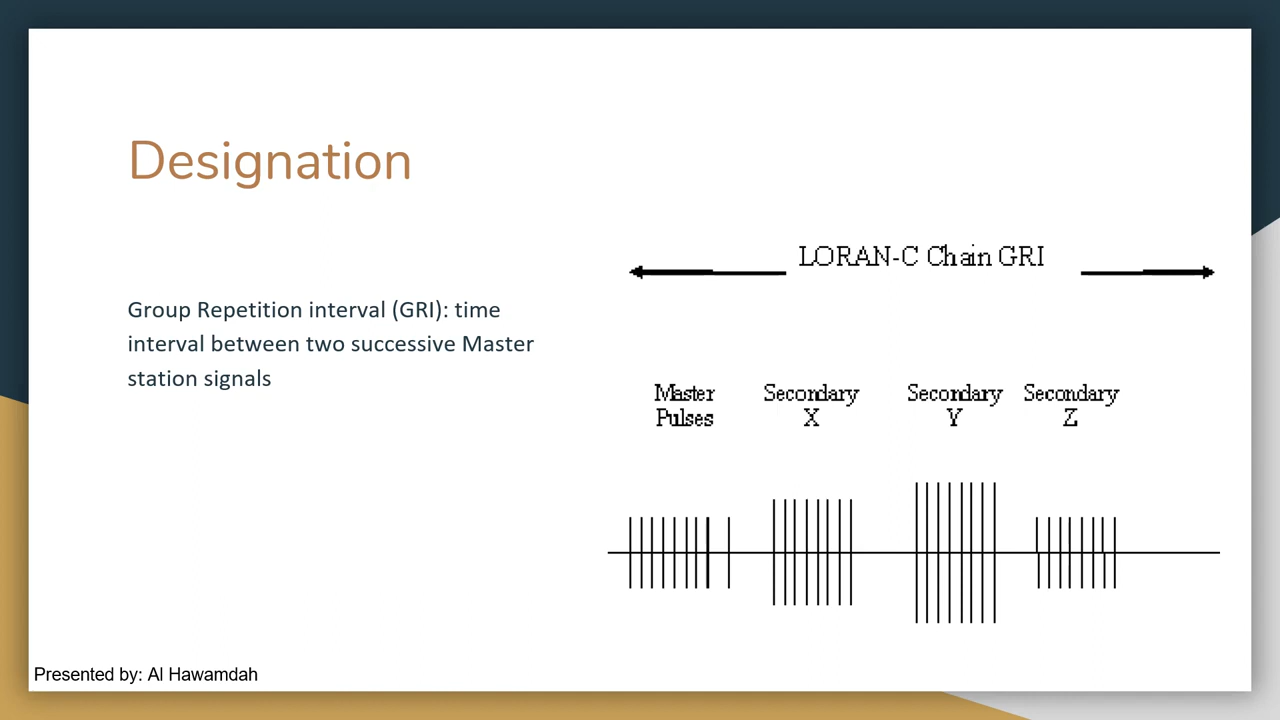 Designation
Group Repetition interval (GRI): time
interval between two successive Master
station signals
LORAN-C Chain GRI
Master
Pulses
Secondary
X
Secondary
Y
Secondary
Z
Presented by: Al Hawamdah